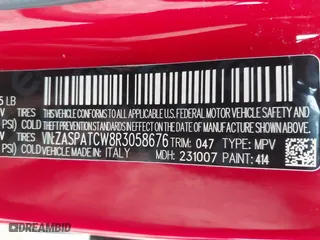 5 LB
TIRES
PSI) COLD
TIRES
PSI) COLD
THIS VEHICLE CONFORMS TO ALL APPLICABLE
U.S. FEDERAL MOTOR VEHICLE SAFETY AND
THEFT PREVENTION STANDARDS IN EFFECT ON THE
DATE OF MANUFACTURE SHOWN ABOVE.
VIN: ZASPATCW8R3058676 TRIM: 047 TYPE: MPV
VEHICLE MADE IN: ITALY MDH: 231007 PAINT: 414
DREAMBID